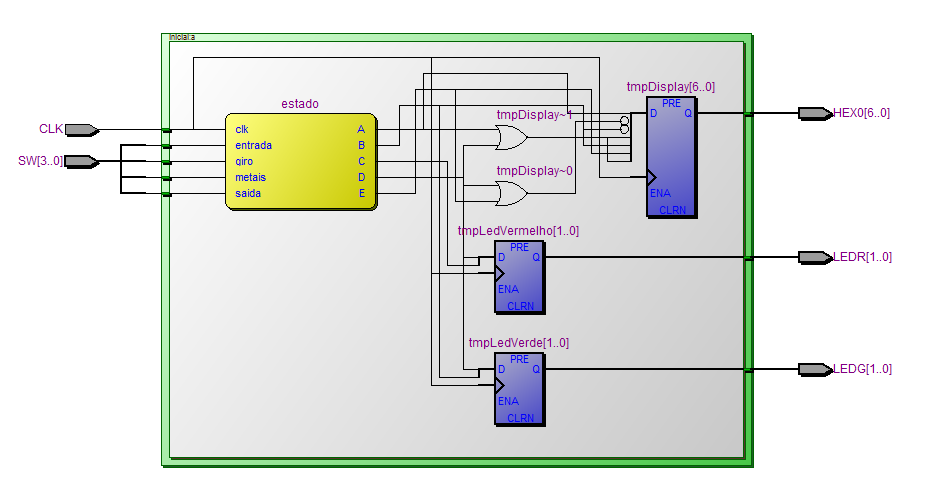 inicial:a
CLK
SW[3..0]
estado
clk
entrada
giro
metais
saida
A
B
C
D
E
tmpDisplay~1
tmpDisplay~0
tmpDisplay[6..0]
PRE
D
Q
ENA
CLRN
HEX0[6..0]
tmpLedVermelho[1..0]
PRE
D
Q
ENA
CLRN
LEDR[1..0]
tmpLedVerde[1..0]
PRE
D
Q
ENA
CLRN
LEDG[1..0]